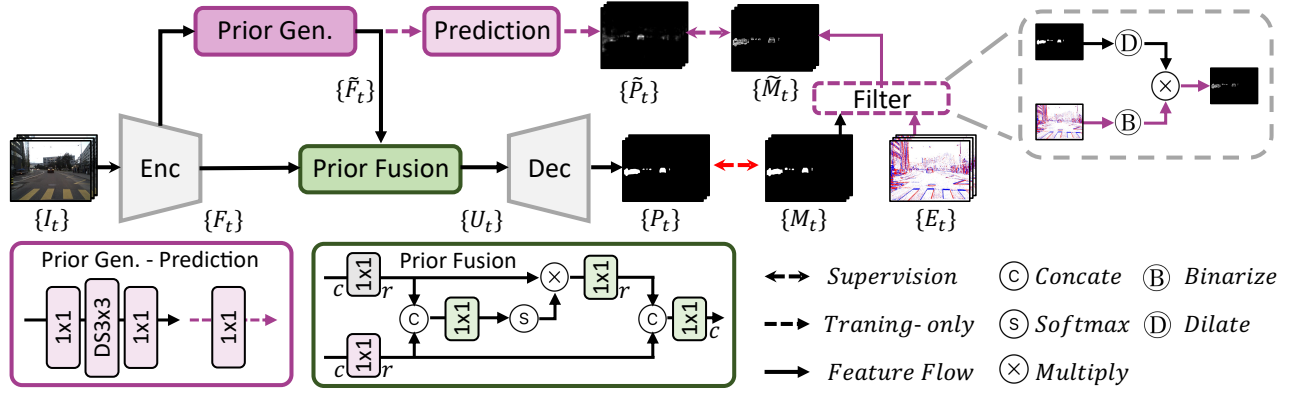 Prior Gen.
Prediction
{F̃_t}
{P̃_t}
{M̃_t}
Filter
D
×
B
Enc
Prior Fusion
Dec
{I_t}
{F_t}
{U_t}
{P_t}
{M_t}
{E_t}
Prior Gen. - Prediction
1x1
DS3x3
1x1
1x1
Prior Fusion
c 1x1 r
C
1x1
S
×
1x1 r
C
1x1
c
c 1x1 r
Supervision
Traning- only
Feature Flow
C Concate
S Softmax
× Multiply
B Binarize
D Dilate